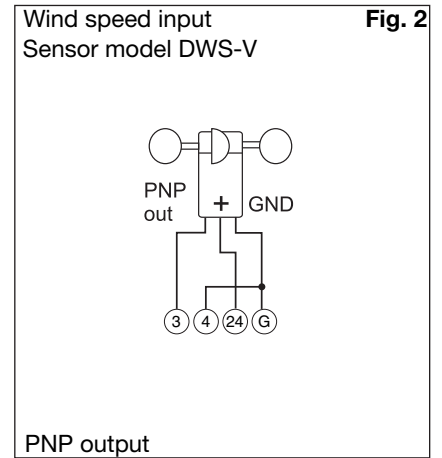 Wind speed input Fig. 2
Sensor model DWS-V
PNP
out
+
GND
3 4 24 G
PNP output